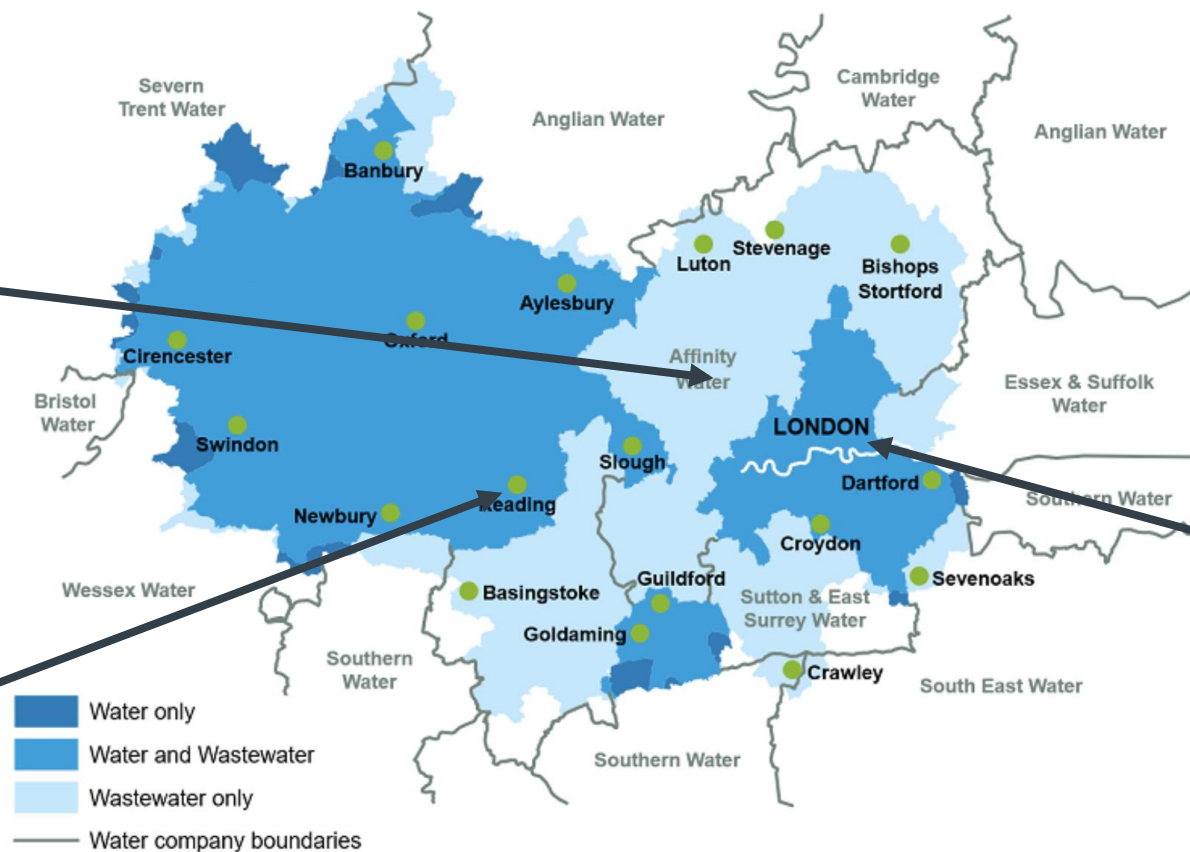 Severn
Trent Water
Anglian Water
Cambridge
Water
Anglian Water
Banbury
Luton
Stevenage
Bishops
Stortford
Aylesbury
Oxford
Cirencester
Affinity
Water
Essex & Suffolk
Water
Bristol
Water
Swindon
LONDON
Slough
Dartford
Reading
Southern Water
Newbury
Croydon
Wessex Water
Basingstoke
Guildford
Sevenoaks
Sutton & East
Surrey Water
Goldaming
Southern
Water
Crawley
South East Water
Southern Water
Water only
Water and Wastewater
Wastewater only
Water company boundaries